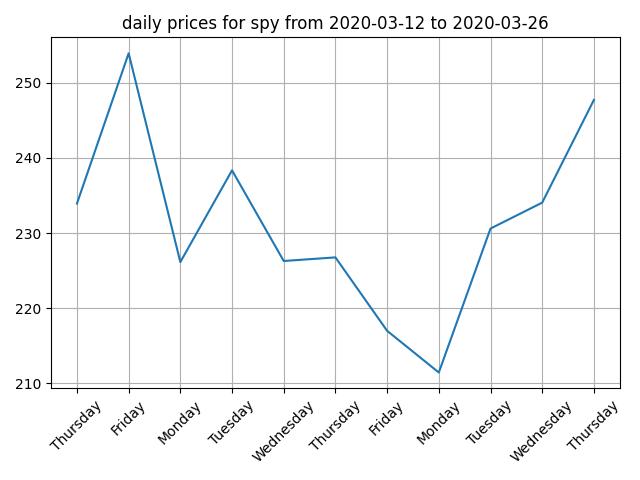 daily prices for spy from 2020-03-12 to 2020-03-26
250
240
230
220
210
Thursday
Friday
Monday
Tuesday
Wednesday
Thursday
Friday
Monday
Tuesday
Wednesday
Thursday